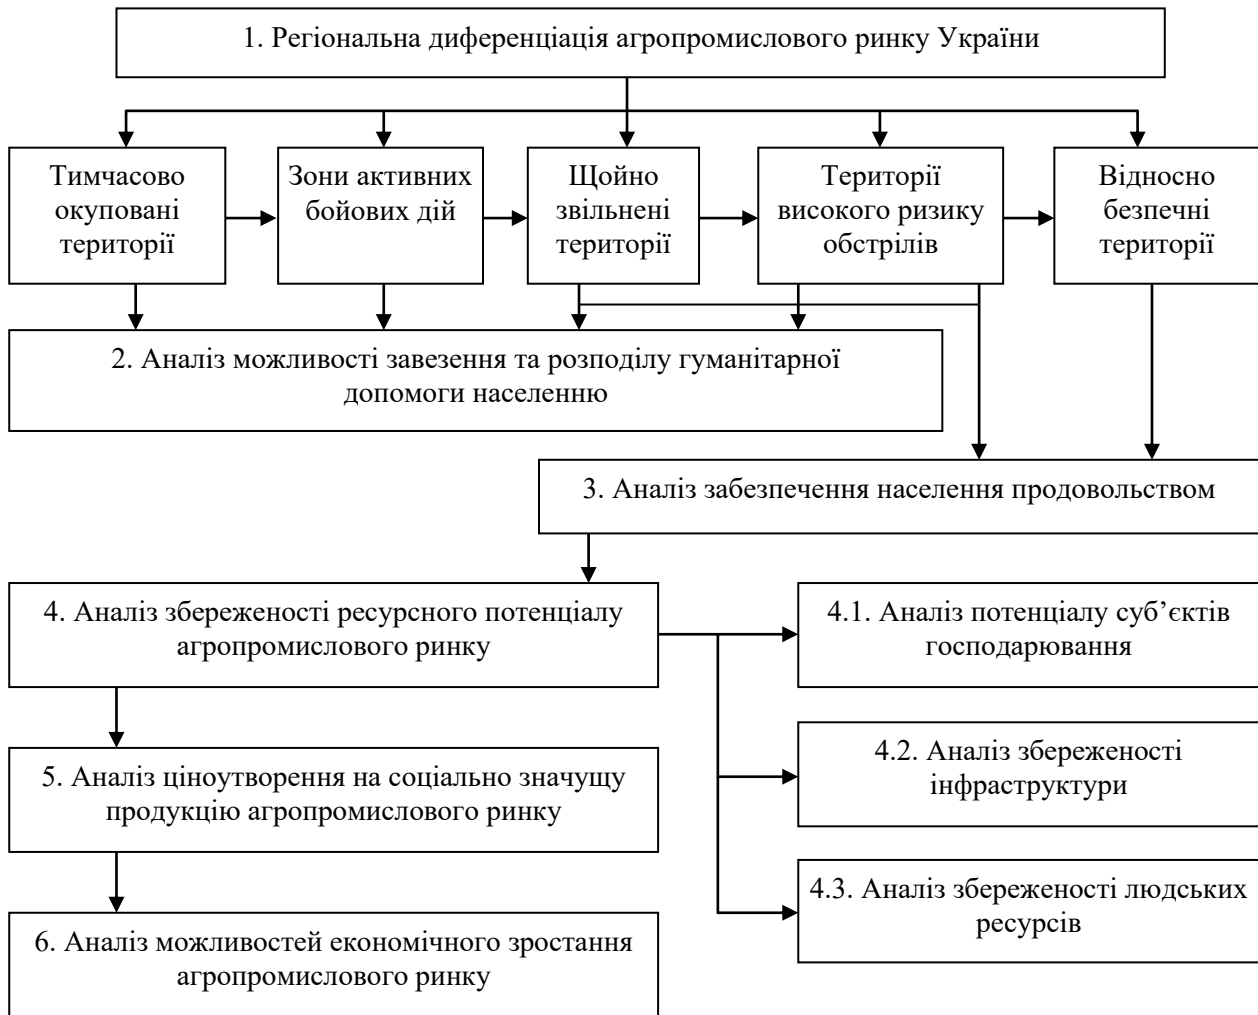 1. Регіональна диференціація агропромислового ринку України
Тимчасово
окуповані
території
Зони активних
бойових дій
Щойно
звільнені
території
Території
високого ризику
обстрілів
Відносно
безпечні
території
2. Аналіз можливості завезення та розподілу гуманітарної
допомоги населенню
3. Аналіз забезпечення населення продовольством
4. Аналіз збереженості ресурсного потенціалу
агропромислового ринку
4.1. Аналіз потенціалу суб’єктів
господарювання
4.2. Аналіз збереженості
інфраструктури
5. Аналіз ціноутворення на соціально значущу
продукцію агропромислового ринку
4.3. Аналіз збереженості людських
ресурсів
6. Аналіз можливостей економічного зростання
агропромислового ринку